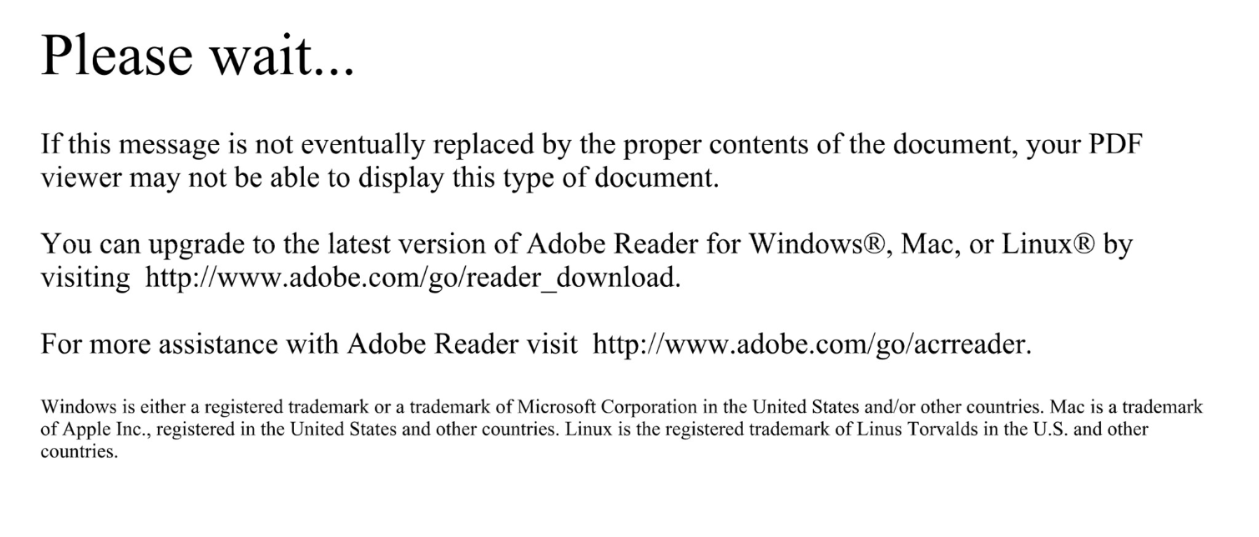 Please wait...
If this message is not eventually replaced by the proper contents of the document, your PDF
viewer may not be able to display this type of document.
You can upgrade to the latest version of Adobe Reader for Windows®, Mac, or Linux® by
visiting  http://www.adobe.com/go/reader_download.
For more assistance with Adobe Reader visit  http://www.adobe.com/go/acrreader.
Windows is either a registered trademark or a trademark of Microsoft Corporation in the United States and/or other countries. Mac is a trademark
of Apple Inc., registered in the United States and other countries. Linux is the registered trademark of Linus Torvalds in the U.S. and other
countries.